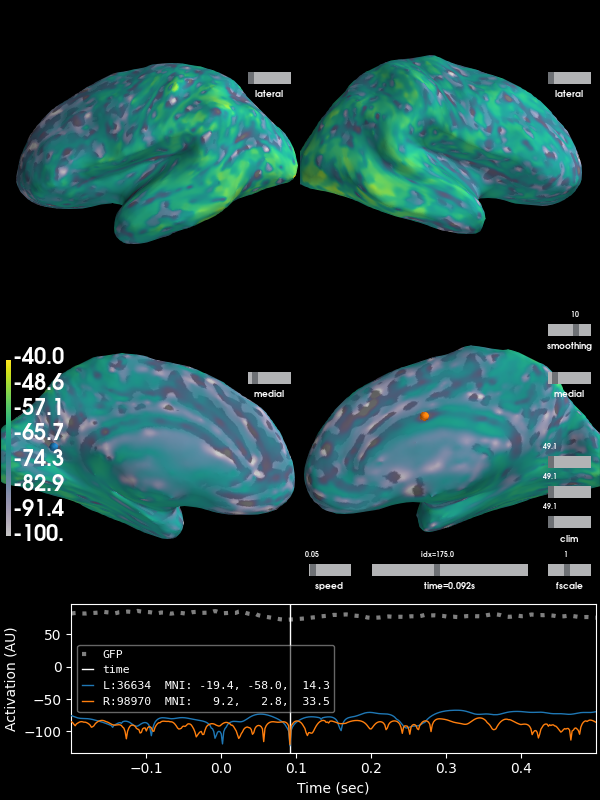 lateral
lateral
10
smoothing
-40.0
-48.6
-57.1
-65.7
-74.3
-82.9
-91.4
-100.
medial
medial
49.1
49.1
49.1
clim
0.05
idx=175.0
1
speed
time=0.092s
fscale
Activation (AU)
50
0
−50
−100
GFP
time
L:36634 MNI: -19.4, -58.0, 14.3
R:98970 MNI: 9.2, 2.8, 33.5
−0.1
0.0
0.1
0.2
0.3
0.4
Time (sec)